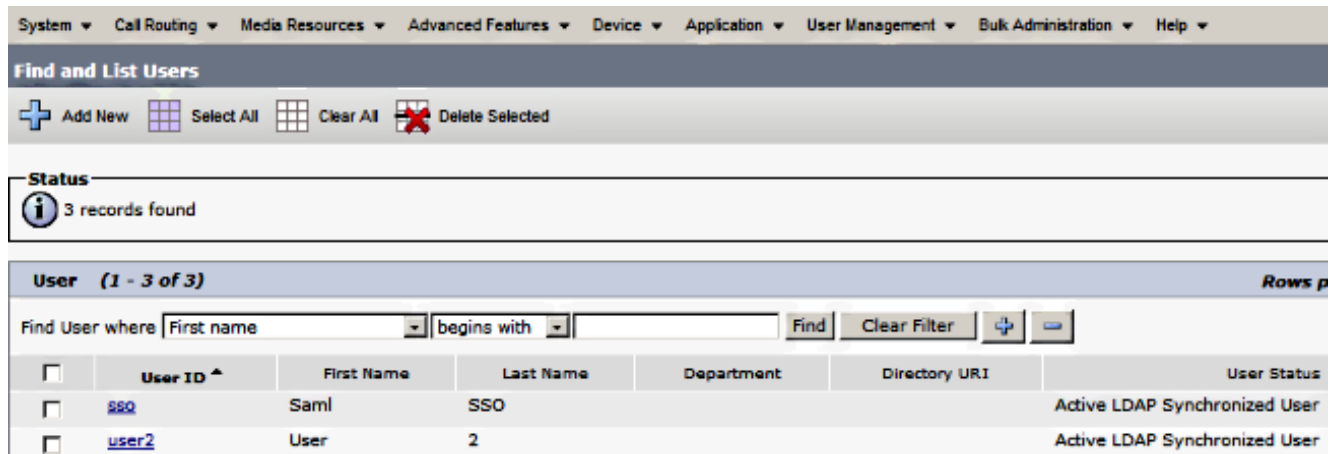 System Call Routing Media Resources Advanced Features Device Application User Management Bulk Administration Help
Find and List Users
Add New Select All Clear All Delete Selected
Status
3 records found
User (1 - 3 of 3) Rows p
Find User where First name begins with Find Clear Filter
User ID First Name Last Name Department Directory URI User Status
sso Saml SSO Active LDAP Synchronized User
user2 User 2 Active LDAP Synchronized User